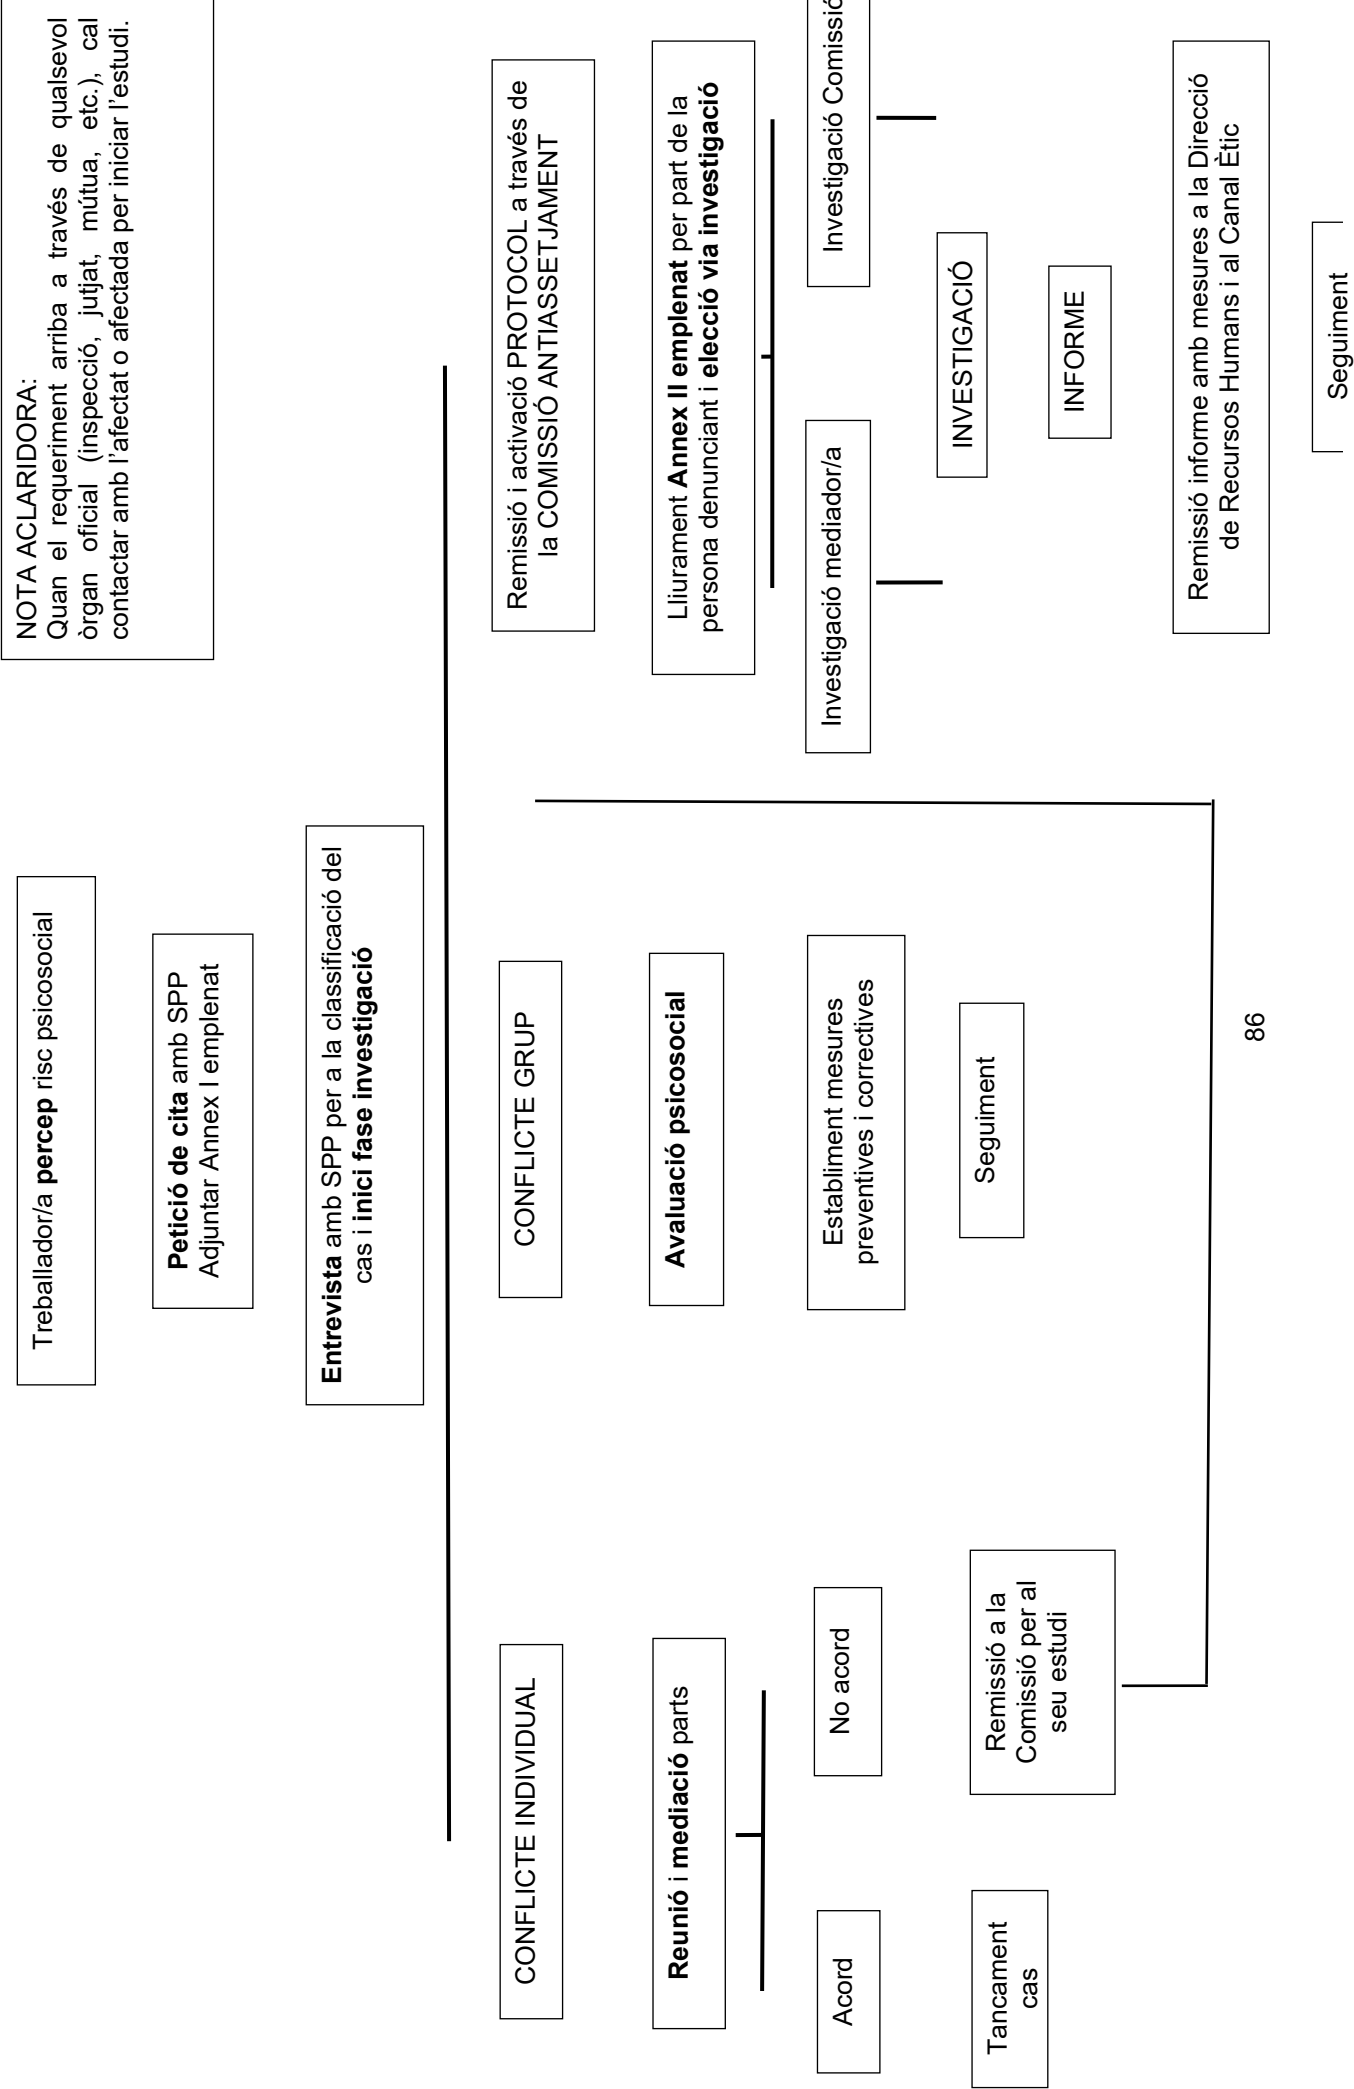 NOTA ACLARIDORA:
Quan el requeriment arriba a través de qualsevol
òrgan oficial (inspecció, jutjat, mútua, etc.), cal
contactar amb l'afectat o afectada per iniciar l'estudi.
Treballador/a percep risc psicosocial
Petició de cita amb SPP
Adjuntar Annex I emplenat
Entrevista amb SPP per a la classificació del
cas i inici fase investigació
CONFLICTE INDIVIDUAL
Reunió i mediació parts
Acord
No acord
Tancament
cas
Remissió a la
Comissió per al
seu estudi
CONFLICTE GRUP
Avaluació psicosocial
Establiment mesures
preventives i correctives
Seguiment
Remissió i activació PROTOCOL a través de
la COMISSIÓ ANTIASSETJAMENT
Lliurament Annex II emplenat per part de la
persona denunciant i elecció via investigació
Investigació mediador/a
Investigació Comissió
INVESTIGACIÓ
INFORME
Remissió informe amb mesures a la Direcció
de Recursos Humans i al Canal Ètic
Seguiment
86